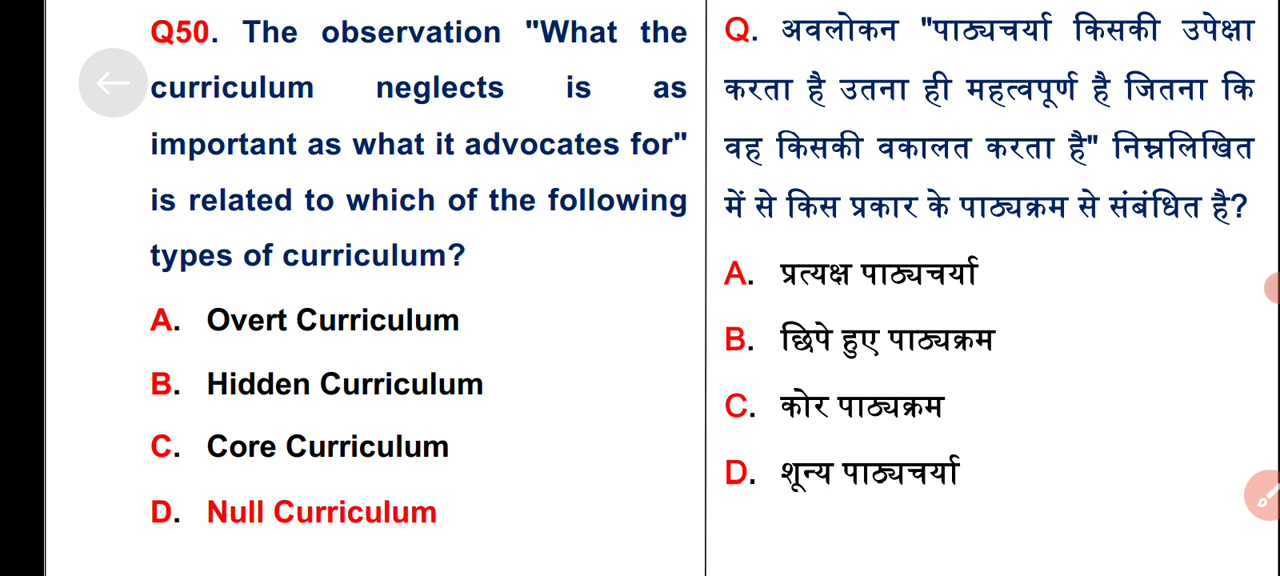 Q50. The observation "What the
curriculum neglects is as
important as what it advocates for"
is related to which of the following
types of curriculum?
A. Overt Curriculum
B. Hidden Curriculum
C. Core Curriculum
D. Null Curriculum
Q. अवलोकन "पाठ्यचर्या किसकी उपेक्षा
करता है उतना ही महत्वपूर्ण है जितना कि
वह किसकी वकालत करता है" निम्नलिखित
में से किस प्रकार के पाठ्यक्रम से संबंधित है?
A. प्रत्यक्ष पाठ्यचर्या
B. छिपे हुए पाठ्यक्रम
C. कोर पाठ्यक्रम
D. शून्य पाठ्यचर्या